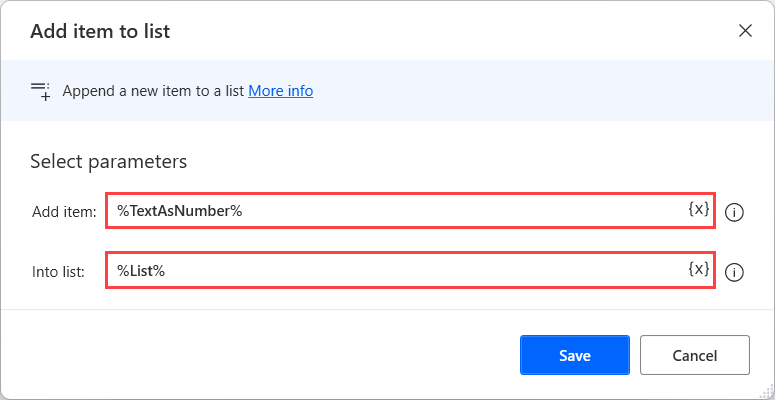 Add item to list
Append a new item to a list More info
Select parameters
Add item: %TextAsNumber% {x}
Into list: %List% {x}
Save Cancel